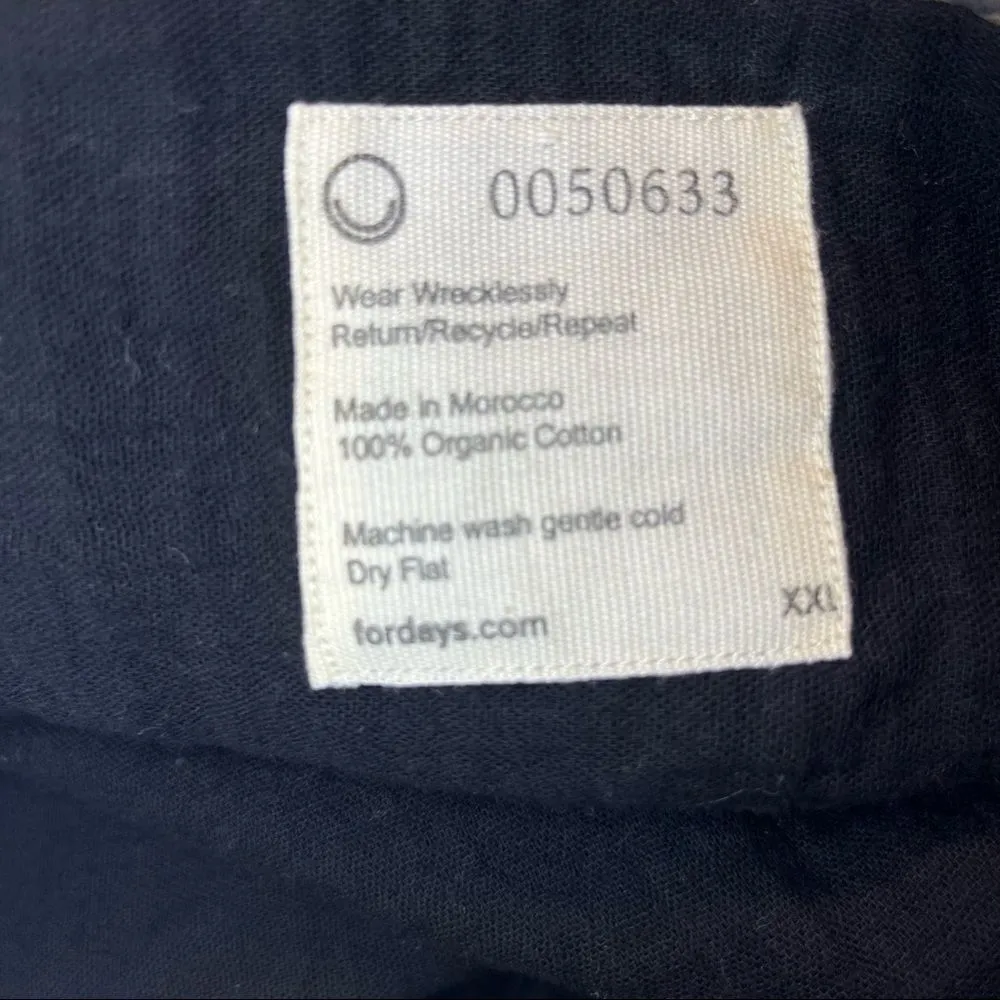 0050633
Wear Wrecklessly
Return/Recycle/Repeat
Made in Morocco
100% Organic Cotton
Machine wash gentle cold
Dry Flat
XXL
fordays.com